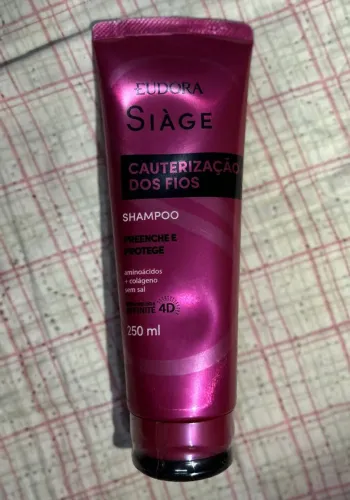 EUDORA
SIÀGE
CAUTERIZAÇÃO
DOS FIOS
SHAMPOO
PREENCHE E
PROTEGE
aminoácidos
+ colágeno
sem sal
4D
250 ml